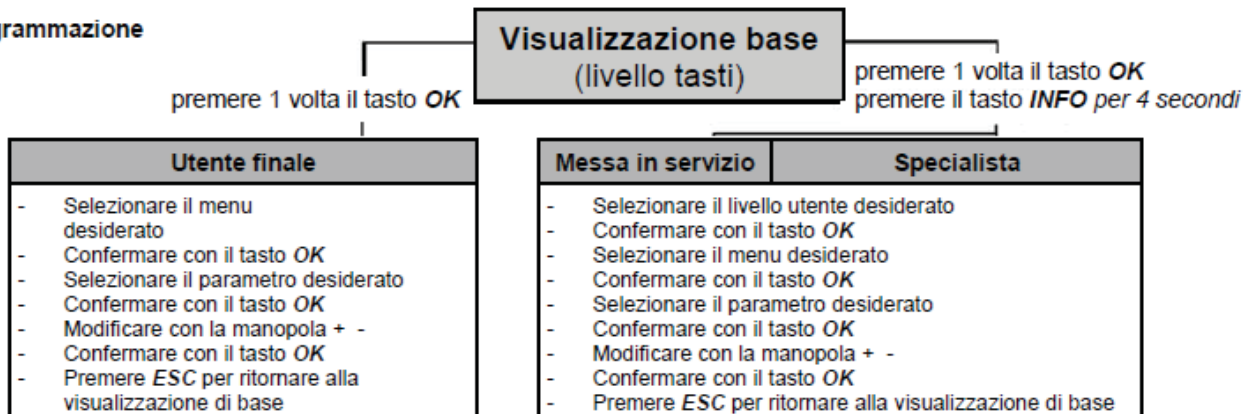 grammazione
Visualizzazione base
(livello tasti)
premere 1 volta il tasto OK
premere 1 volta il tasto OK
premere il tasto INFO per 4 secondi
Utente finale
- Selezionare il menu
desiderato
- Confermare con il tasto OK
- Selezionare il parametro desiderato
- Confermare con il tasto OK
- Modificare con la manopola + -
- Confermare con il tasto OK
- Premere ESC per ritornare alla
visualizzazione di base
Messa in servizio
Specialista
- Selezionare il livello utente desiderato
- Confermare con il tasto OK
- Selezionare il menu desiderato
- Confermare con il tasto OK
- Selezionare il parametro desiderato
- Confermare con il tasto OK
- Modificare con la manopola + -
- Confermare con il tasto OK
- Premere ESC per ritornare alla visualizzazione di base